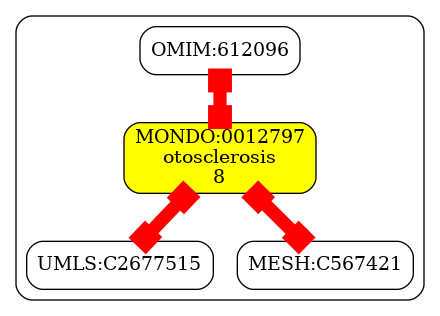 OMIM:612096
MONDO:0012797
otosclerosis
8
UMLS:C2677515
MESH:C567421